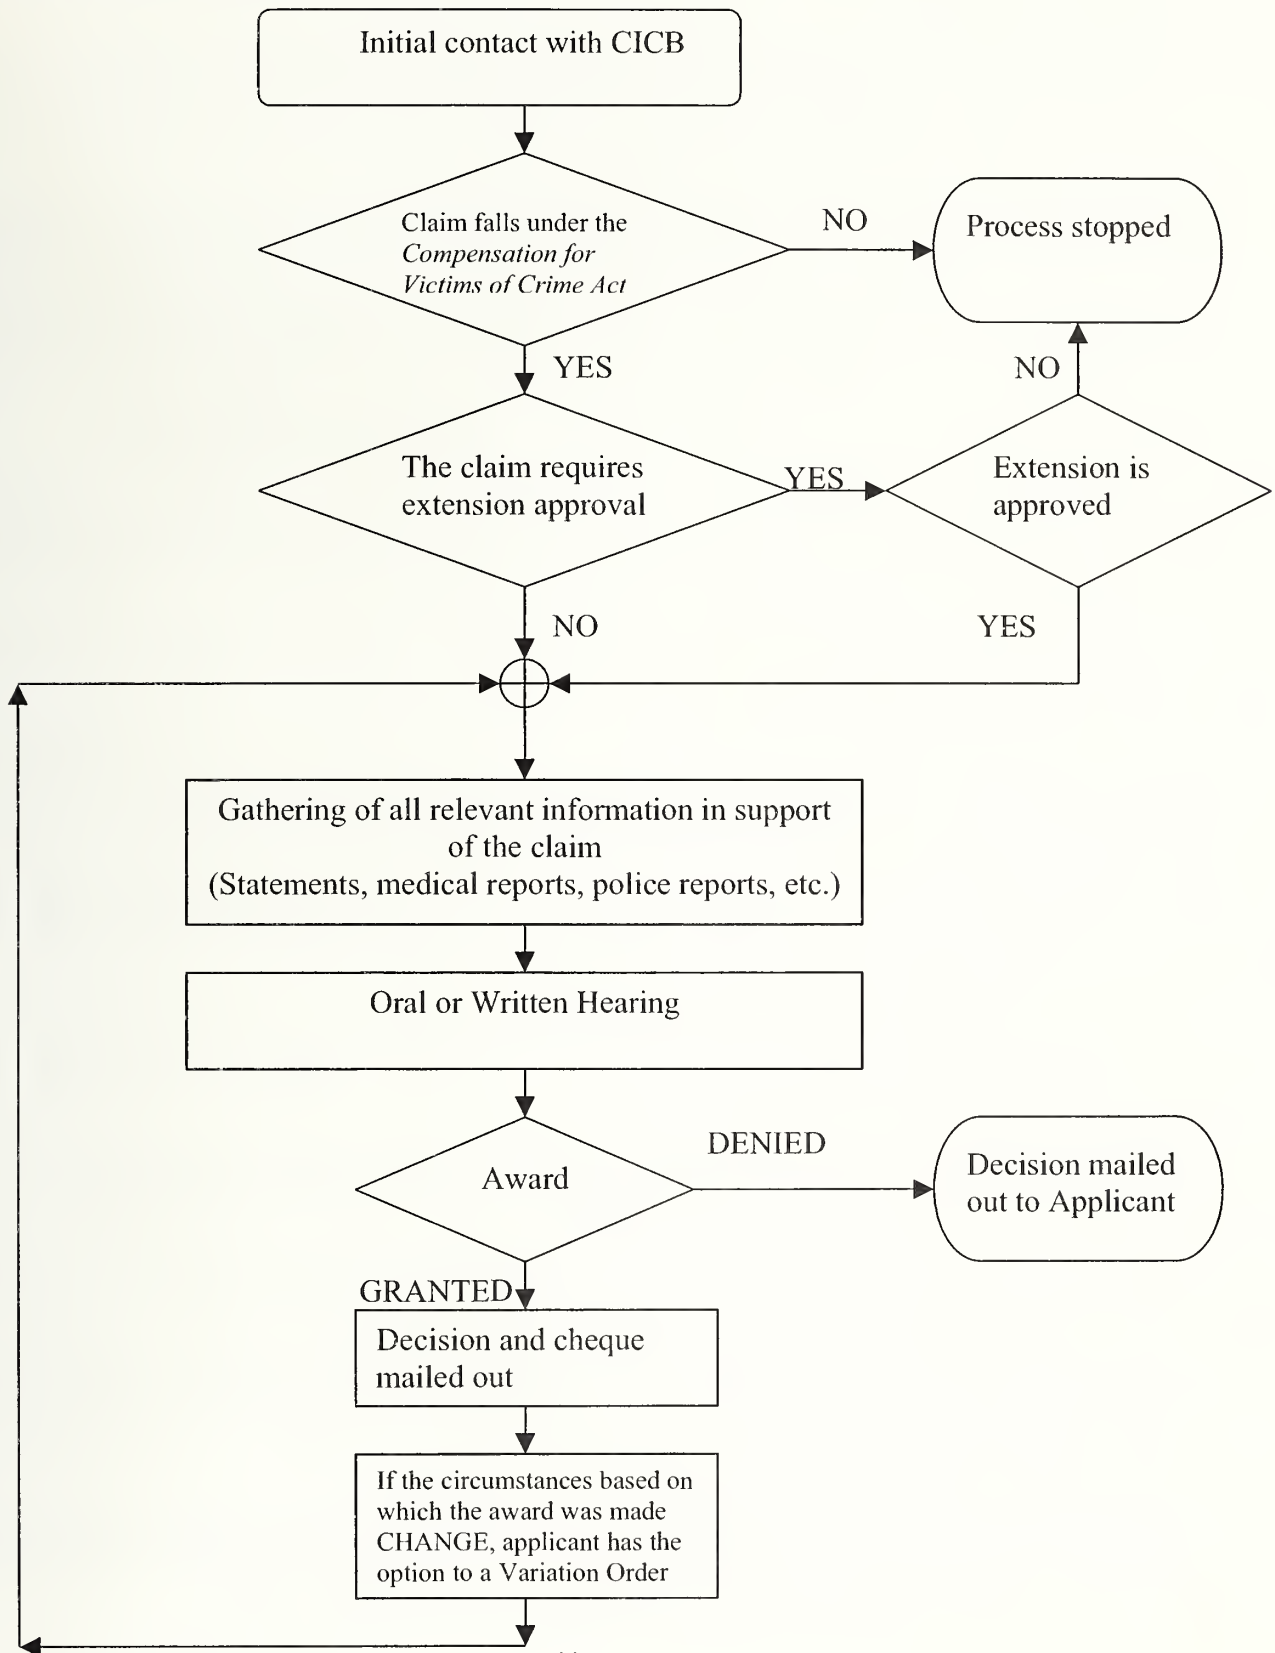 Initial contact with CICB
Claim falls under the
Compensation for
Victims of Crime Act
NO
Process stopped
YES
NO
The claim requires
extension approval
YES
Extension is
approved
NO
YES
Gathering of all relevant information in support
of the claim
(Statements, medical reports, police reports, etc.)
Oral or Written Hearing
Award
DENIED
Decision mailed
out to Applicant
GRANTED
Decision and cheque
mailed out
If the circumstances based on
which the award was made
CHANGE, applicant has the
option to a Variation Order